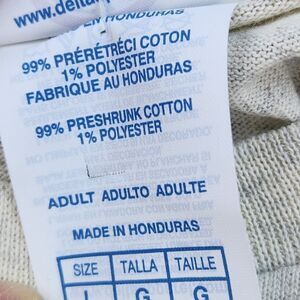 www.delta
EN HONDURAS
99% PRÉRÉTRÉCI COTON
1% POLYESTER
FABRIQUE AU HONDURAS
99% PRESHRUNK COTTON
1% POLYESTER
ADULT ADULTO ADULTE
MADE IN HONDURAS
SIZE TALLA TAILLE
L G G